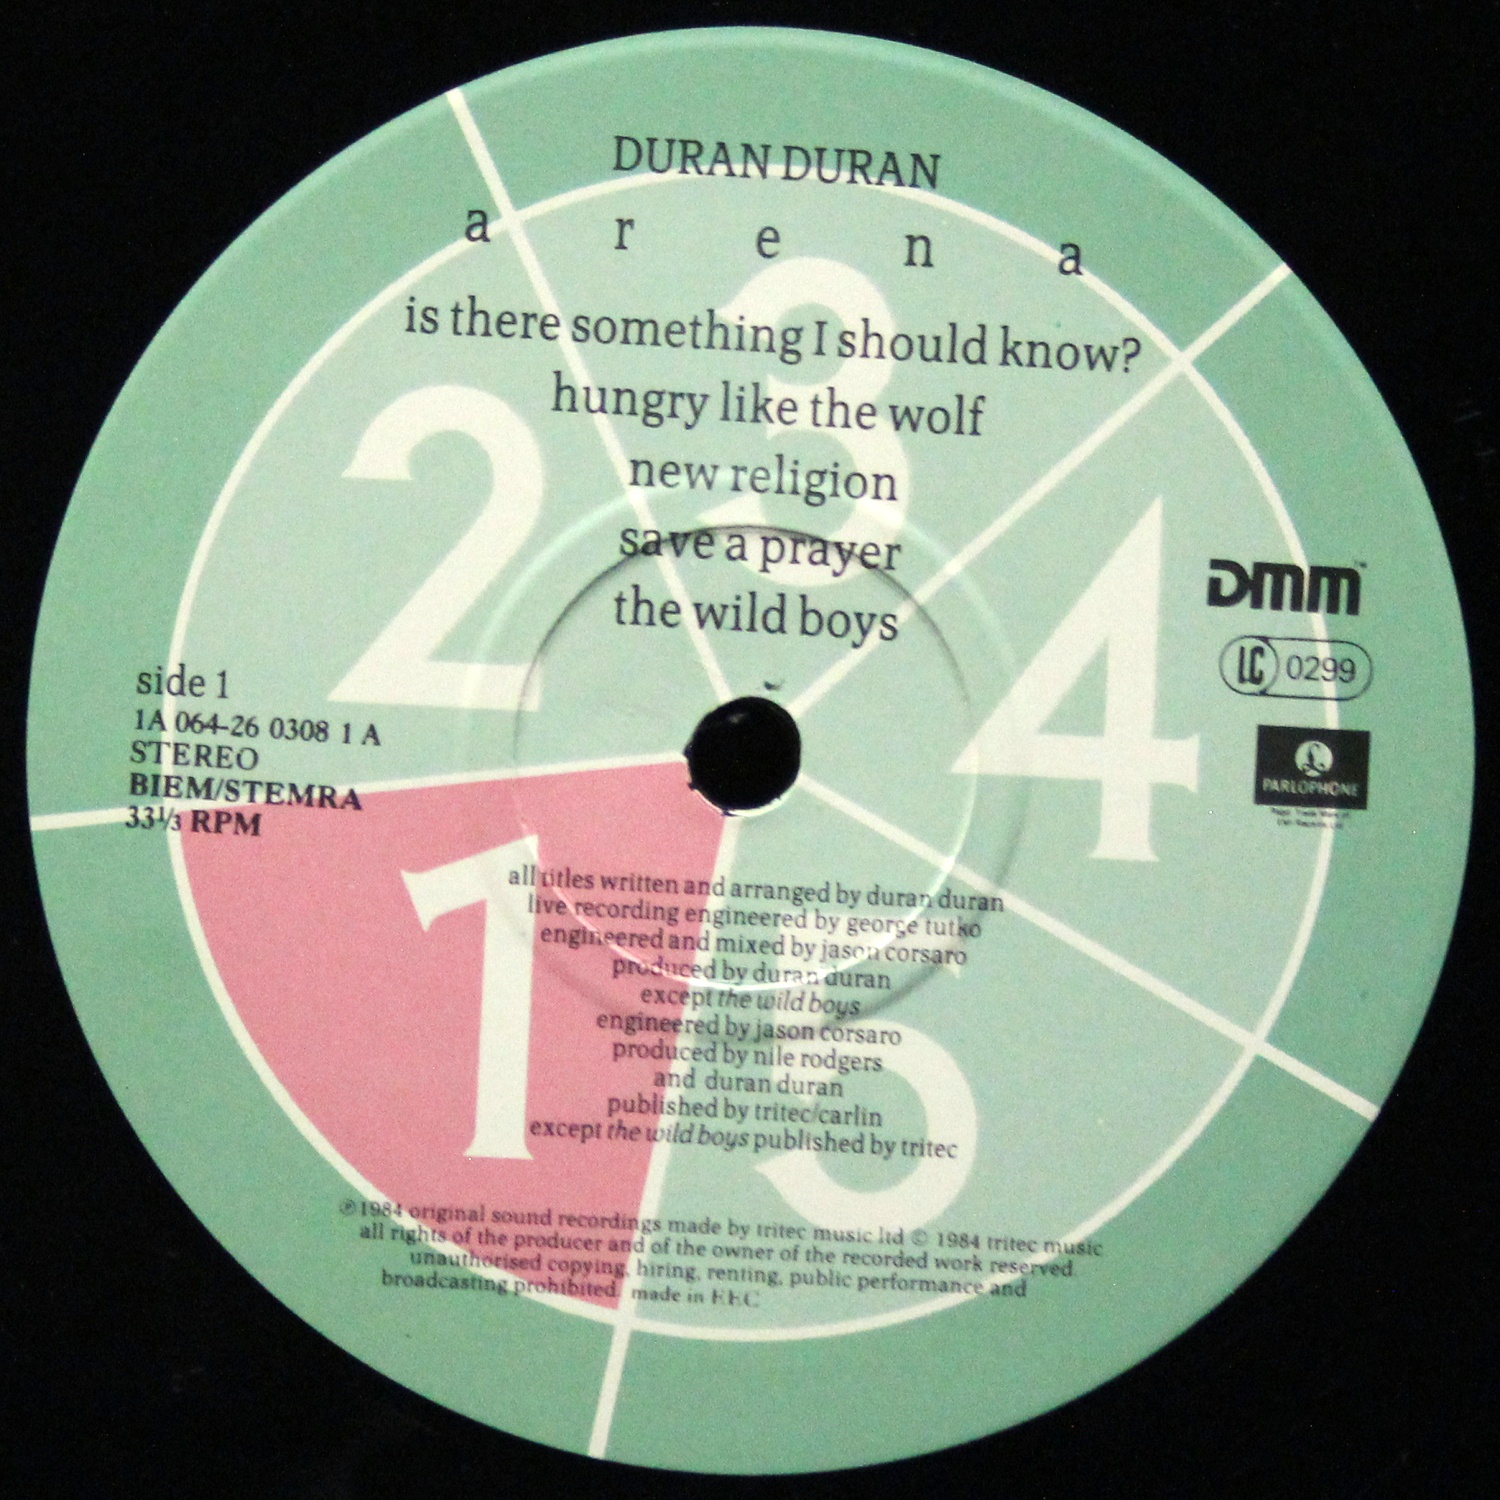 DURAN DURAN
a r e n a
is there something I should know?
hungry like the wolf
new religion
save a prayer
the wild boys
2
3
4
DMM™
LC 0299
£
PARLOPHONE
side 1
1A 064-26 0308 1 A
STEREO
BIEM/STEMRA
33⅓ RPM
1
5
all titles written and arranged by duran duran
live recording engineered by george tutko
engineered and mixed by jason corsaro
produced by duran duran
except the wild boys
engineered by jason corsaro
produced by nile rodgers
and duran duran
published by tritec/carlin
except the wild boys published by tritec
℗1984 original sound recordings made by tritec music ltd © 1984 tritec music
all rights of the producer and of the owner of the recorded work reserved
unauthorised copying, hiring, renting, public performance and
broadcasting prohibited. made in EEC